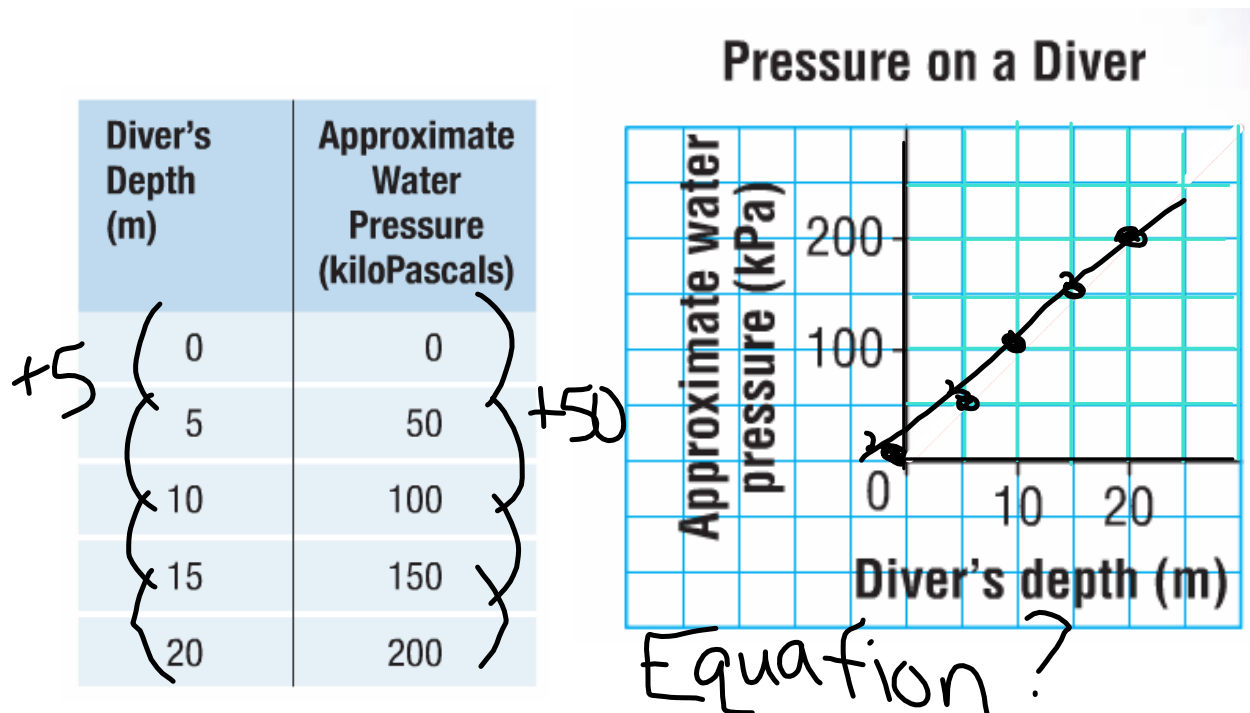 Pressure on a Diver
Diver's
Depth
(m)
Approximate
Water
Pressure
(kiloPascals)
0 0
5 50
10 100
15 150
20 200
+5
+50
Approximate water
pressure (kPa)
200
100
0
10 20
Diver's depth (m)
Equation?